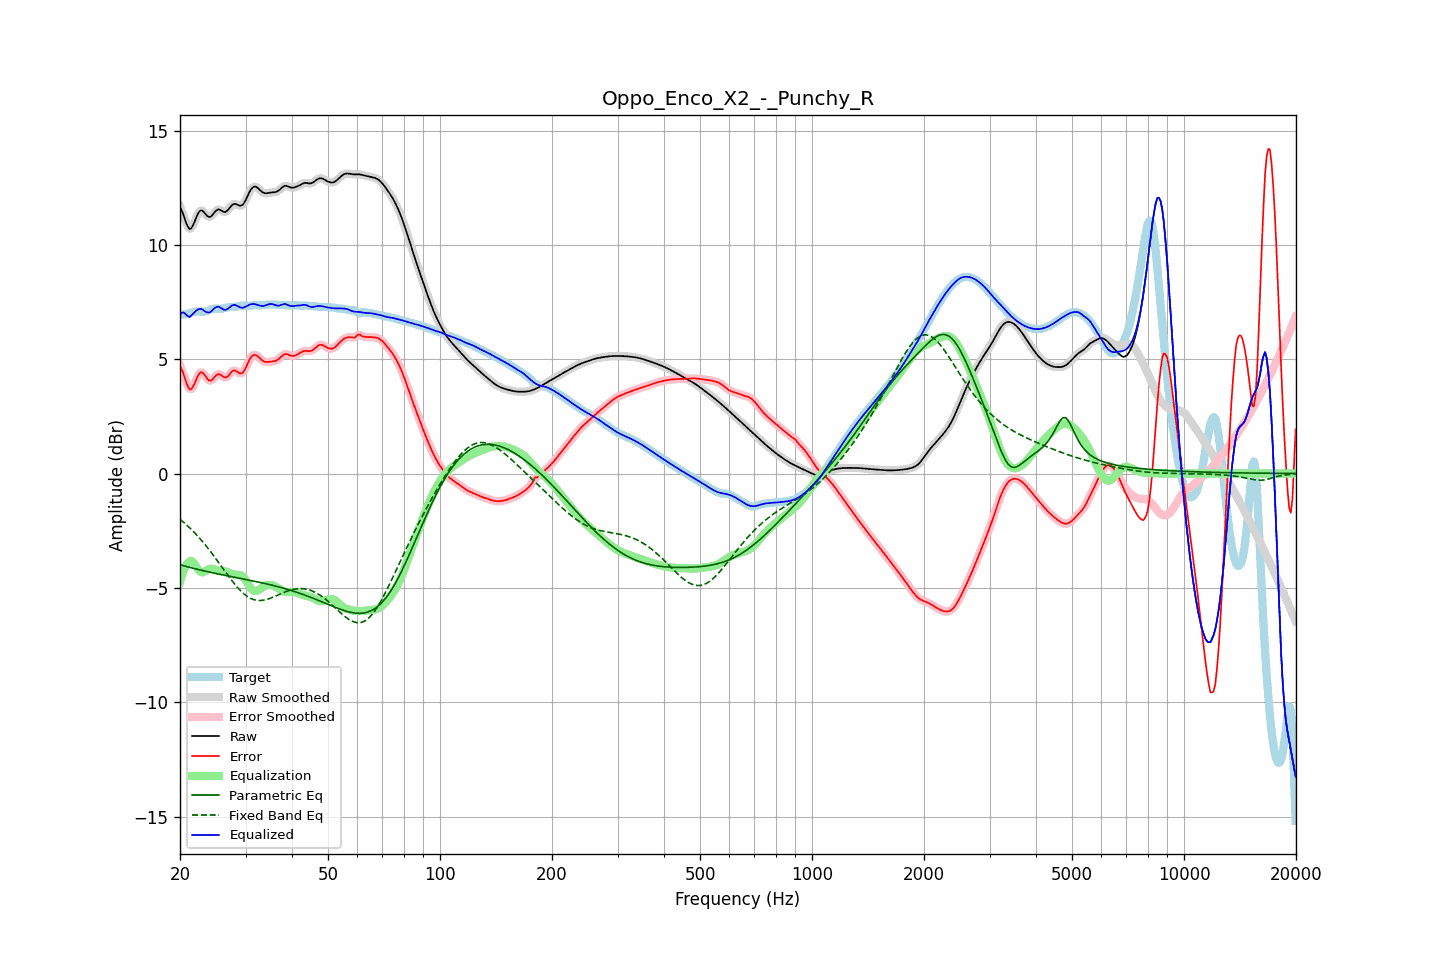 Oppo_Enco_X2_-_Punchy_R
15
10
5
0
−5
−10
−15
Amplitude (dBr)
Target
Raw Smoothed
Error Smoothed
Raw
Error
Equalization
Parametric Eq
Fixed Band Eq
Equalized
20 50 100 200 500 1000 2000 5000 10000 20000
Frequency (Hz)